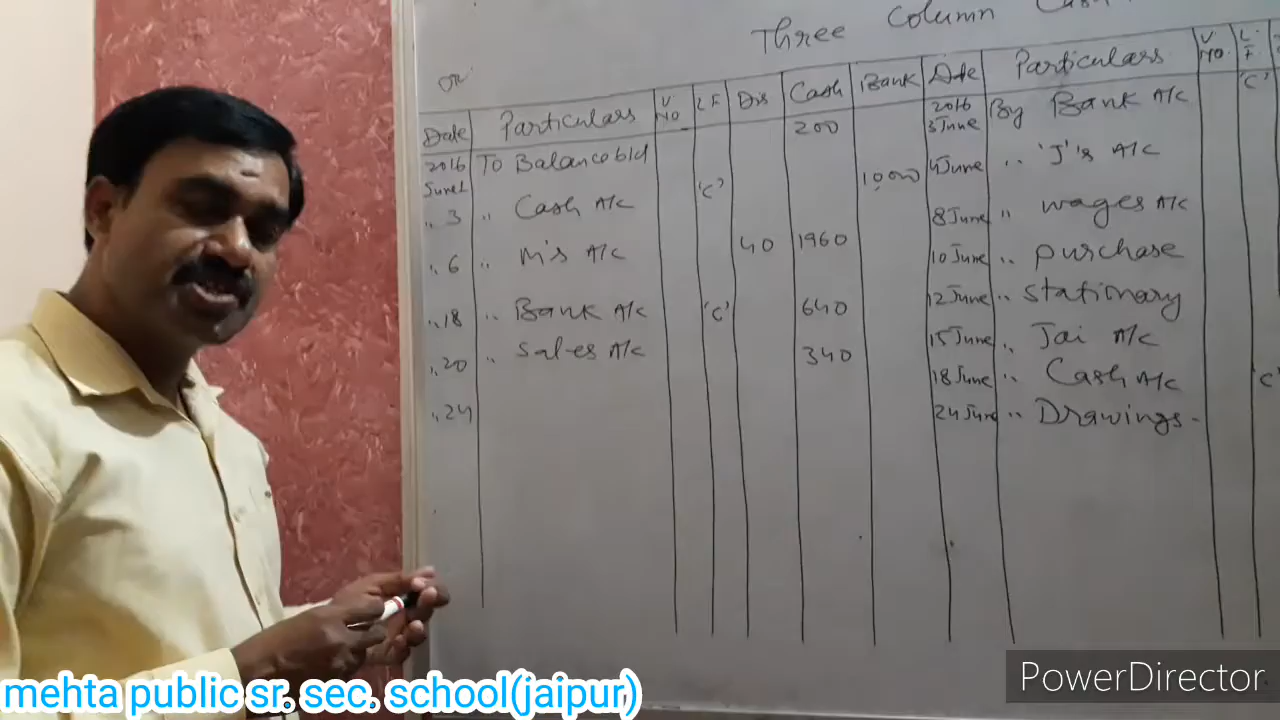 Three Column Cash
Dr
Date Particulars V. No L.F Dis Cash Bank Date Particulars V. No. L. F.
2016 June 1 To Balance b/d 200 2016 3 June By Bank A/c 'C'
,, 3 ,, Cash A/c 'C' 10000 4 June ,, 'J's A/c
,, 6 ,, M's A/c 40 1960 8 June ,, wages A/c
,, 18 ,, Bank A/c 'C' 640 10 June ,, purchase
,, 20 ,, Sales A/c 340 12 June ,, Stationary
,, 24 15 June ,, Jai A/c
18 June ,, Cash A/c 'C'
24 June ,, Drawings
mehta public sr. sec. school(jaipur)
PowerDirector